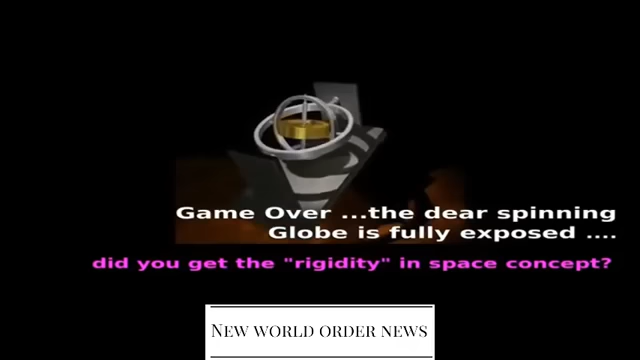 Game Over ...the dear spinning
Globe is fully exposed ....
did you get the "rigidity" in space concept?
New world order news